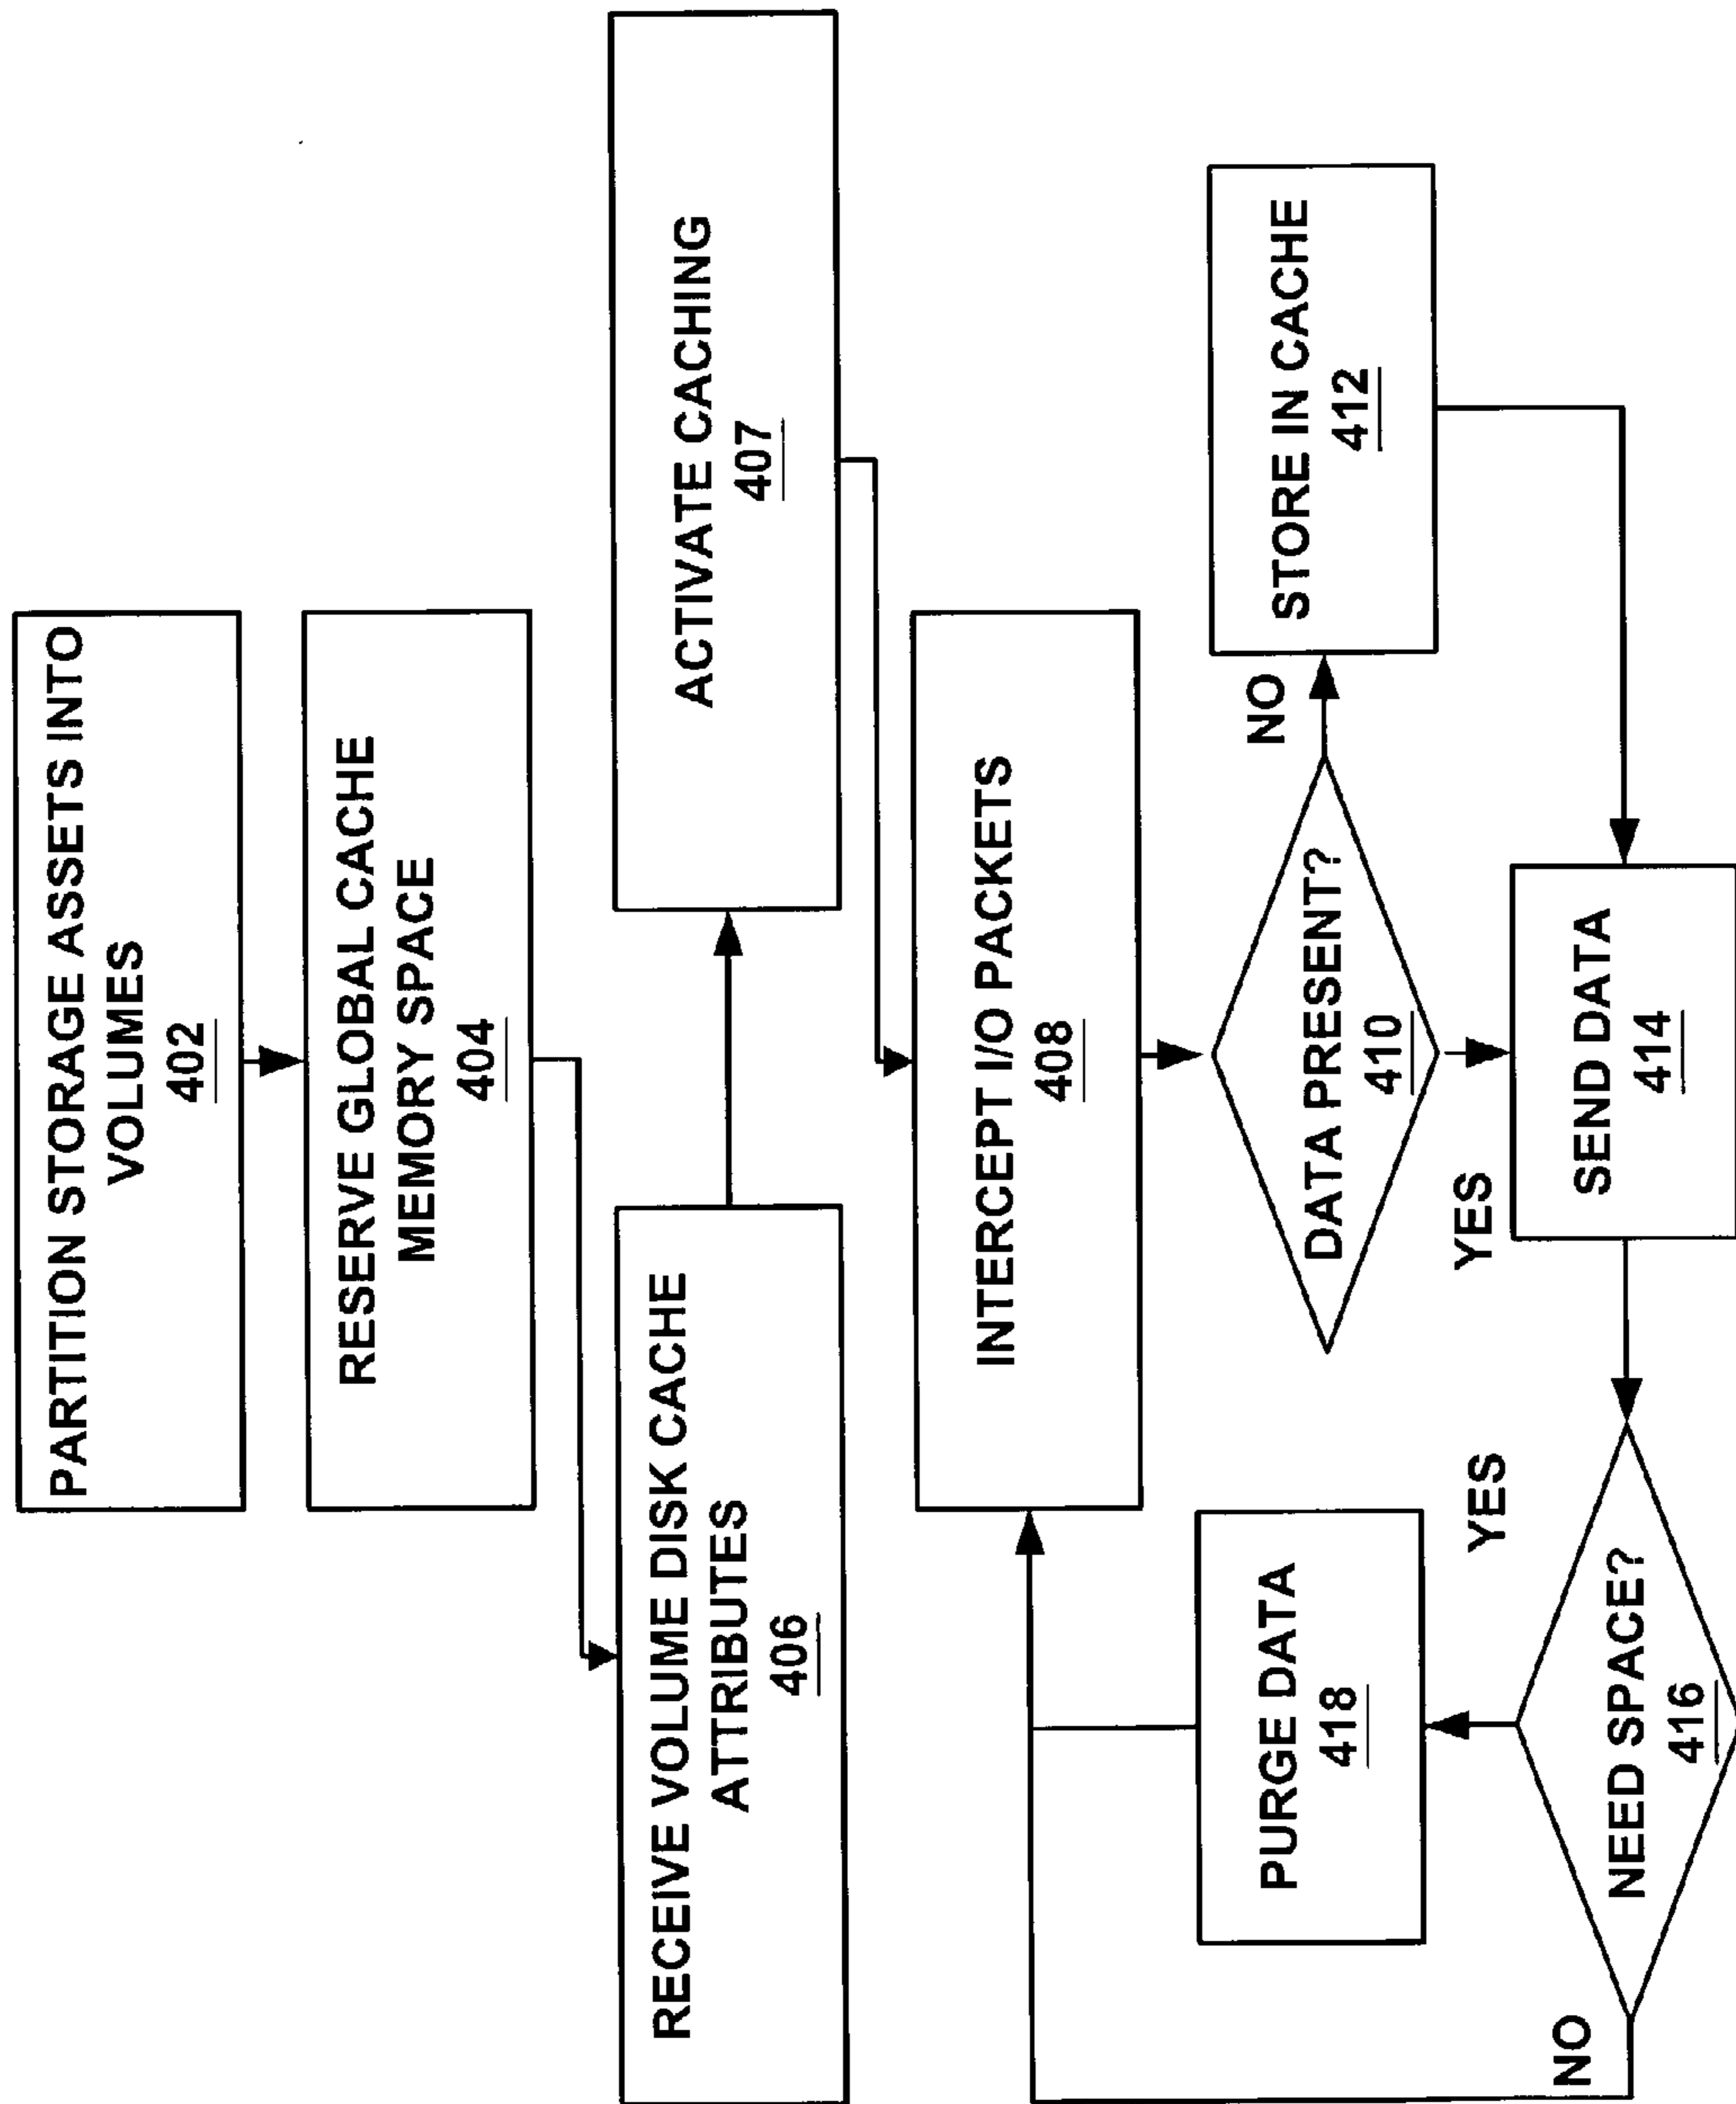 PARTITION STORAGE ASSETS INTO
VOLUMES
402
RESERVE GLOBAL CACHE
MEMORY SPACE
404
RECEIVE VOLUME DISK CACHE
ATTRIBUTES
406
ACTIVATE CACHING
407
INTERCEPT I/O PACKETS
408
DATA PRESENT?
410
NO
STORE IN CACHE
412
YES
SEND DATA
414
NEED SPACE?
416
YES
PURGE DATA
418
NO